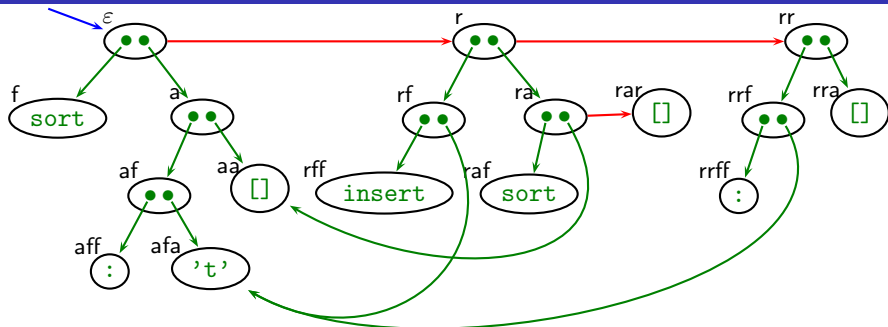 ε r rr
f sort a rf ra rar [] rrf rra []
af aa [] rff insert raf sort rrff :
aff : afa 't'